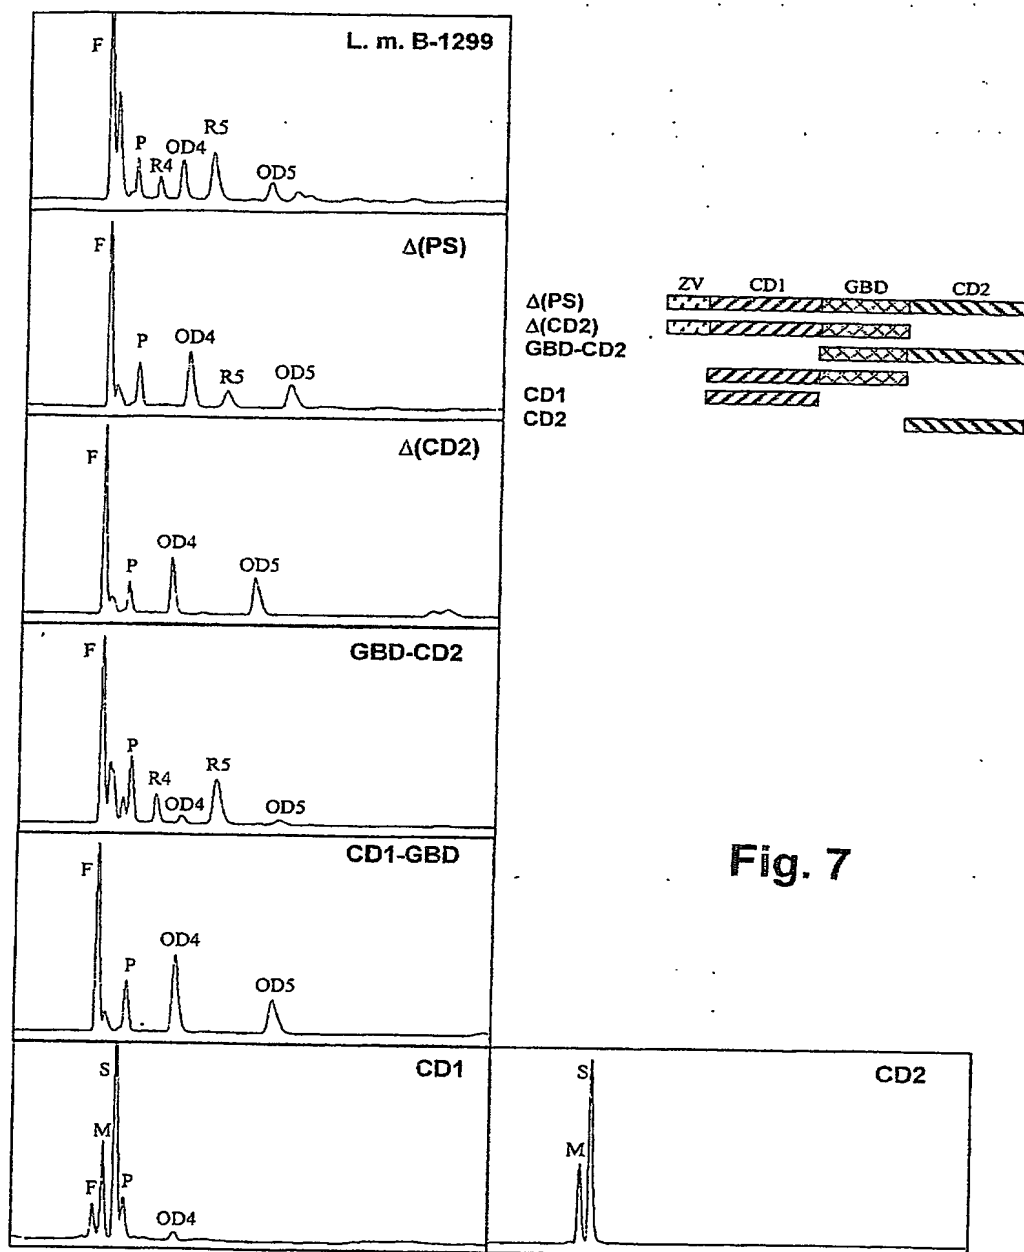 L. m. B-1299
F
P
R4
OD4
R5
OD5
Δ(PS)
F
P
OD4
R5
OD5
ZV CD1 GBD CD2
Δ(PS)
Δ(CD2)
GBD-CD2
CD1
CD2
Δ(CD2)
F
P
OD4
OD5
GBD-CD2
F
P
R4
OD4
R5
OD5
CD1-GBD
F
P
OD4
OD5
Fig. 7
CD1
S
M
F
P
OD4
CD2
S
M